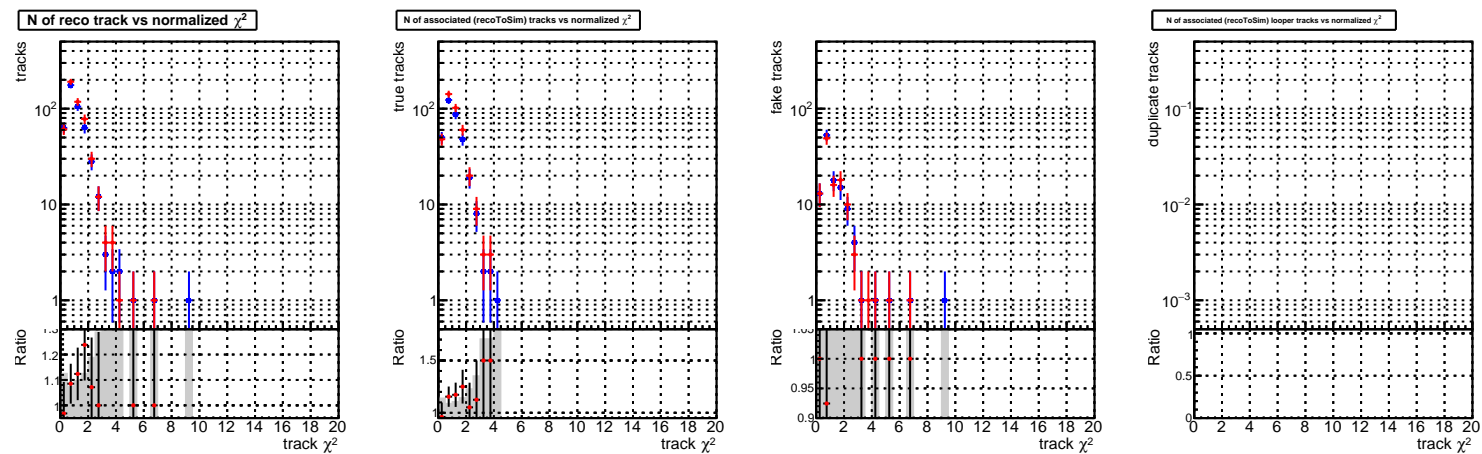 N of reco track vs normalized χ²
tracks
10²
10
1
Ratio
1.3
1.2
1.1
1
0 2 4 6 8 10 12 14 16 18 20
track χ²
N of associated (recoToSim) tracks vs normalized χ²
true tracks
10²
10
1
Ratio
1.5
1
0 2 4 6 8 10 12 14 16 18 20
track χ²
fake tracks
10²
10
1
Ratio
1.05
1
0.95
0.9
0 2 4 6 8 10 12 14 16 18 20
track χ²
N of associated (recoToSim) looper tracks vs normalized χ²
duplicate tracks
10⁻¹
10⁻²
10⁻³
Ratio
1
0.5
0
0 2 4 6 8 10 12 14 16 18 20
track χ²